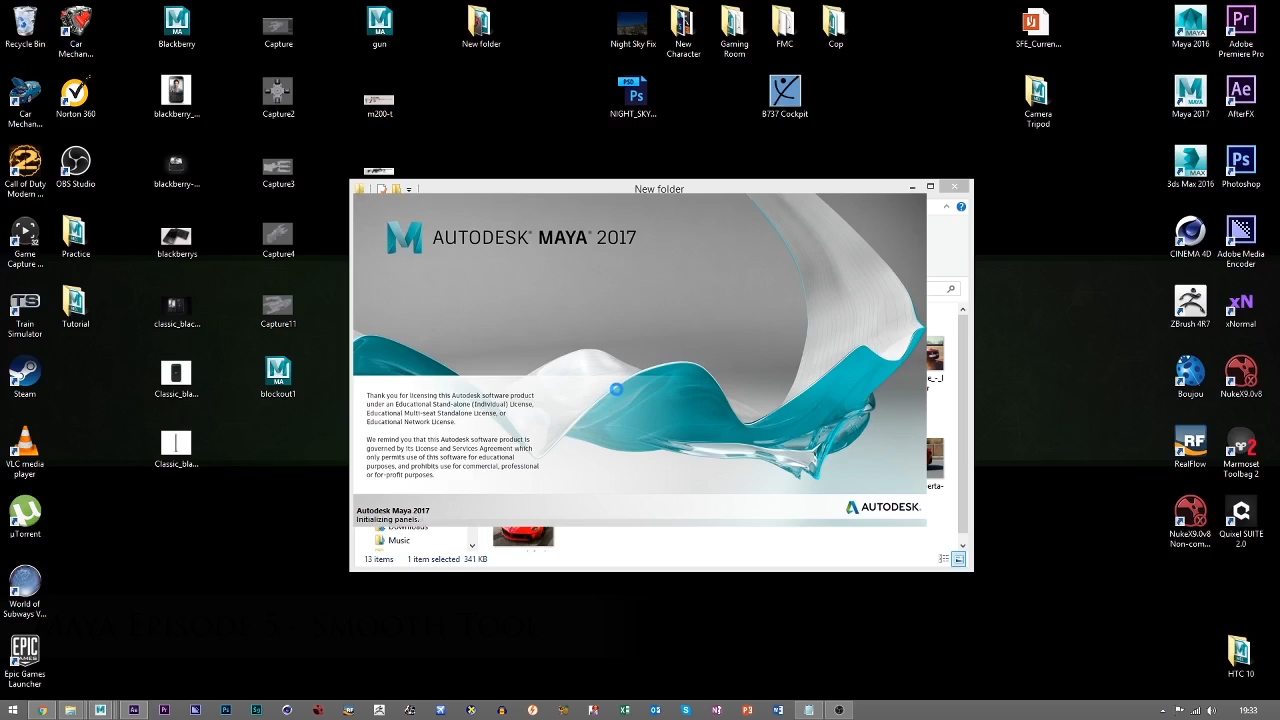 Recycle Bin
Car
Mechan...
Blackberry
Capture
gun
New folder
Night Sky Fix
New
Character
Gaming
Room
FMC
Cop
SFE_Curren...
Maya 2016
Adobe
Premiere Pro
Car
Mechan...
Norton 360
blackberry_...
Capture2
m200-t
NIGHT_SKY...
B737 Cockpit
Camera
Tripod
Maya 2017
AfterFX
Call of Duty
Modern ...
OBS Studio
blackberry-...
Capture3
3ds Max 2016
Photoshop
New folder
AUTODESK® MAYA® 2017
Game
Capture ...
Practice
blackberrys
Capture4
CINEMA 4D
Adobe Media
Encoder
Train
Simulator
Tutorial
classic_blac...
Capture11
ZBrush 4R7
xNormal
Steam
Classic_bla...
blockout1
Boujou
NukeX9.0v8
Thank you for licensing this Autodesk software product
under an Educational Stand-alone (Individual) License,
Educational Multi-seat Standalone License, or
Educational Network License.
We remind you that this Autodesk software product is
governed by its License and Services Agreement which
only permits use of this software for educational
purposes, and prohibits use for commercial, professional
or for-profit purposes.
VLC media
player
Classic_bla...
RealFlow
Marmoset
Toolbag 2
Autodesk Maya 2017
Initializing panels.
AUTODESK.
Downloads
Music
13 items
1 item selected 341 KB
µTorrent
NukeX9.0v8
Non-com...
Quixel SUITE
2.0
World of
Subways V...
MAYA EPISODE 5 - SMOOTH TOOL
Epic Games
Launcher
HTC 10
19:33